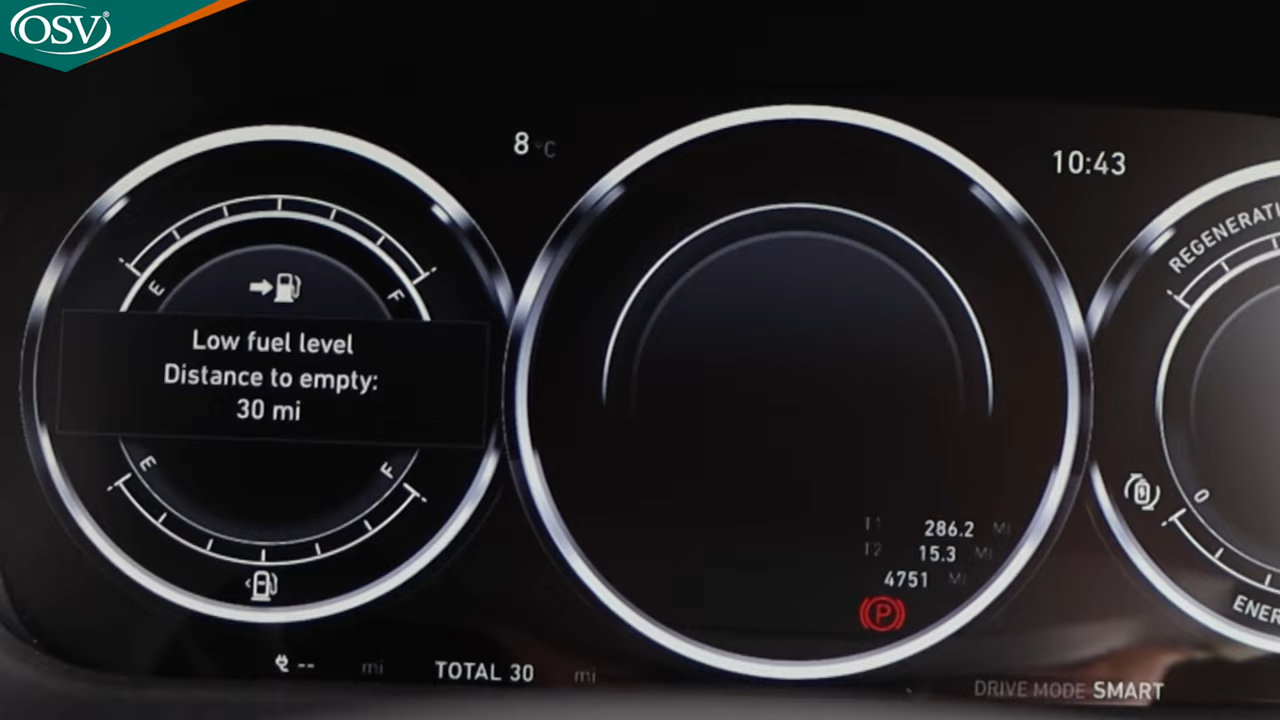 OSV®
8 °C
10:43
E F
Low fuel level
Distance to empty:
30 mi
E F
REGENERATI
0
ENER
T1 286.2 MI
T2 15.3 MI
4751 MI
P
-- mi
TOTAL 30 mi
DRIVE MODE SMART